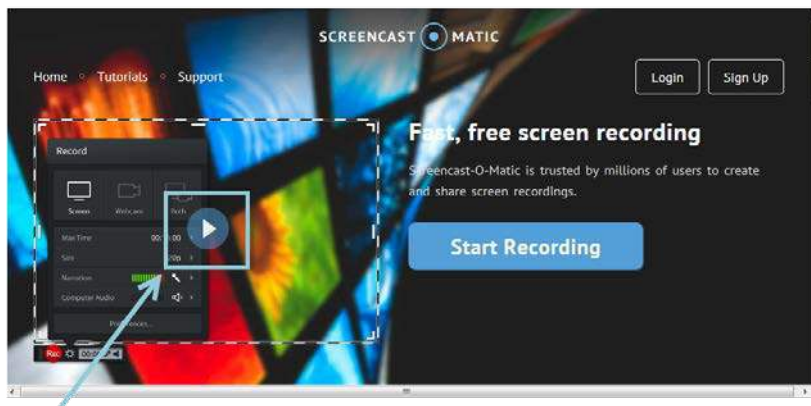 SCREENCAST MATIC
Home Tutorials Support
Login Sign Up
Record
Screen Webcam Both
Fast, free screen recording
Screencast-O-Matic is trusted by millions of users to create
and share screen recordings.
Max Time
Size
Narration
Computer Audio
Preferences...
Start Recording
Rec